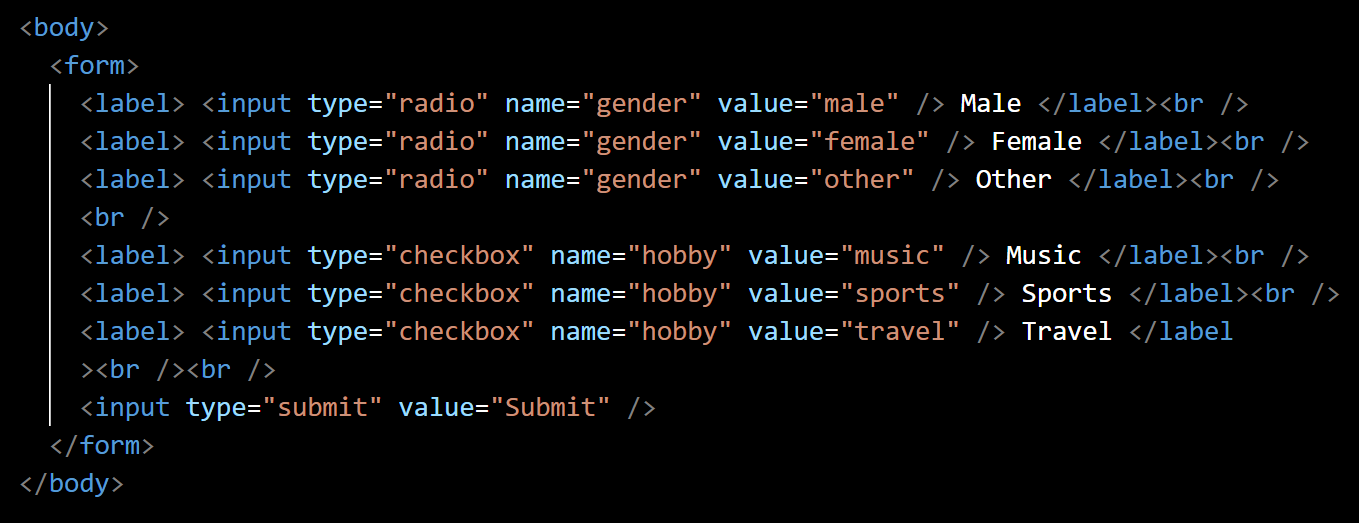 <body>
<form>
<label> <input type="radio" name="gender" value="male" /> Male </label><br />
<label> <input type="radio" name="gender" value="female" /> Female </label><br />
<label> <input type="radio" name="gender" value="other" /> Other </label><br />
<br />
<label> <input type="checkbox" name="hobby" value="music" /> Music </label><br />
<label> <input type="checkbox" name="hobby" value="sports" /> Sports </label><br />
<label> <input type="checkbox" name="hobby" value="travel" /> Travel </label
><br /><br />
<input type="submit" value="Submit" />
</form>
</body>